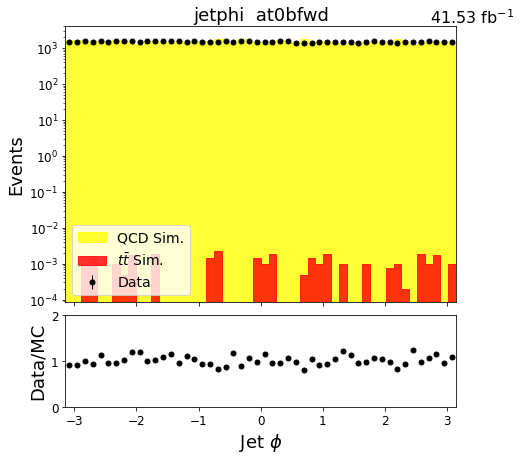 jetphi at0bfwd
41.53 fb⁻¹
Events
10³
10²
10¹
10⁰
10⁻¹
10⁻²
10⁻³
10⁻⁴
QCD Sim.
tt̄ Sim.
Data
Data/MC
2
1
0
−3 −2 −1 0 1 2 3
Jet ϕ